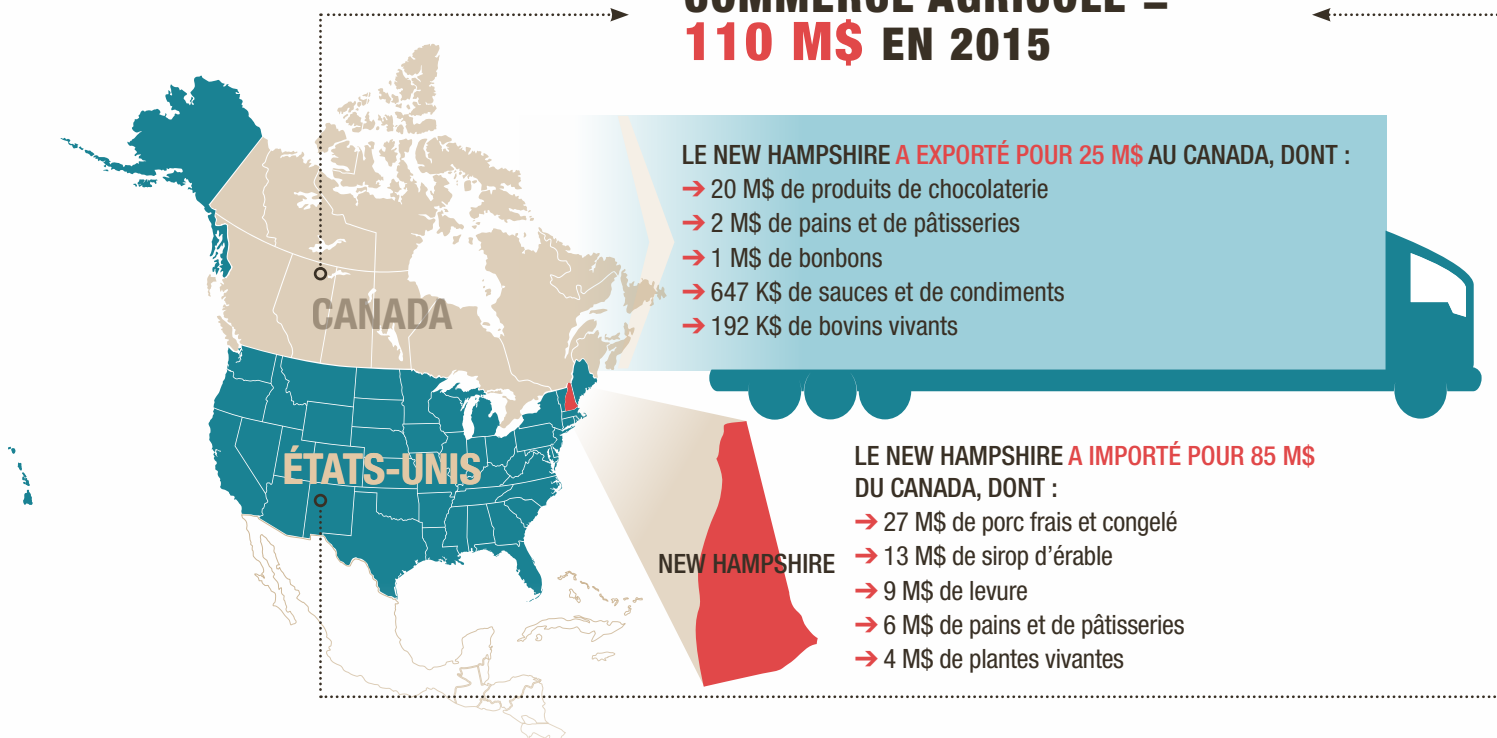 COMMERCE AGRICOLE =
110 M$ EN 2015
LE NEW HAMPSHIRE A EXPORTÉ POUR 25 M$ AU CANADA, DONT :
➔ 20 M$ de produits de chocolaterie
➔ 2 M$ de pains et de pâtisseries
➔ 1 M$ de bonbons
➔ 647 K$ de sauces et de condiments
➔ 192 K$ de bovins vivants
CANADA
ÉTATS-UNIS
NEW HAMPSHIRE
LE NEW HAMPSHIRE A IMPORTÉ POUR 85 M$
DU CANADA, DONT :
➔ 27 M$ de porc frais et congelé
➔ 13 M$ de sirop d’érable
➔ 9 M$ de levure
➔ 6 M$ de pains et de pâtisseries
➔ 4 M$ de plantes vivantes